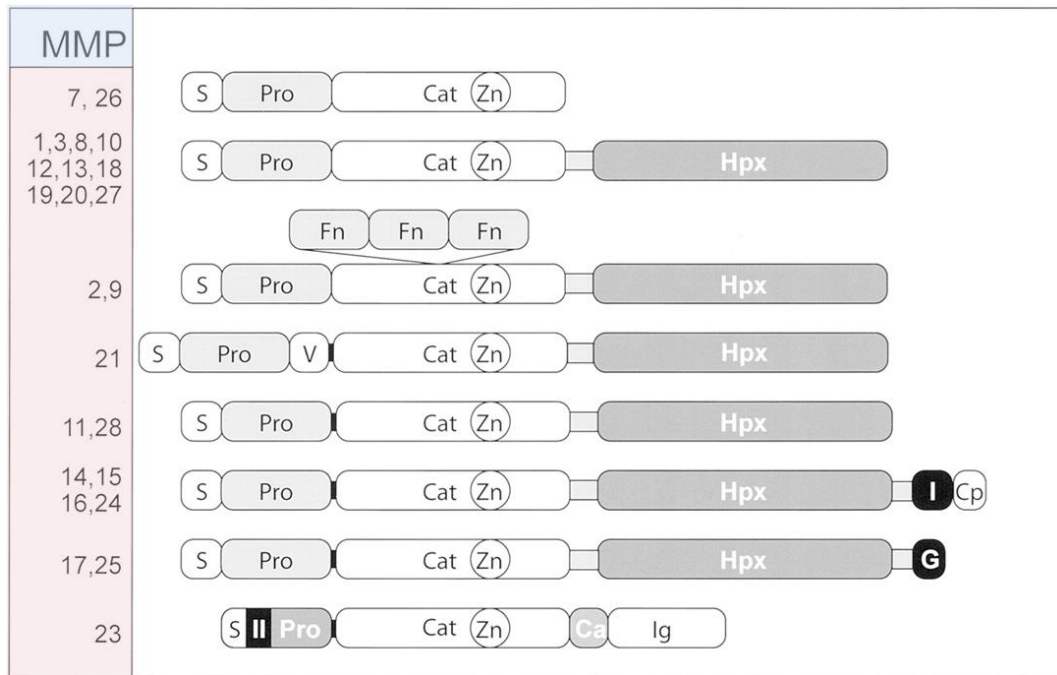 MMP
7, 26
S Pro Cat Zn
1,3,8,10
12,13,18
19,20,27
S Pro Cat Zn Hpx
Fn Fn Fn
2,9
S Pro Cat Zn Hpx
21
S Pro V Cat Zn Hpx
11,28
S Pro Cat Zn Hpx
14,15
16,24
S Pro Cat Zn Hpx I Cp
17,25
S Pro Cat Zn Hpx G
23
S II Pro Cat Zn Ca Ig